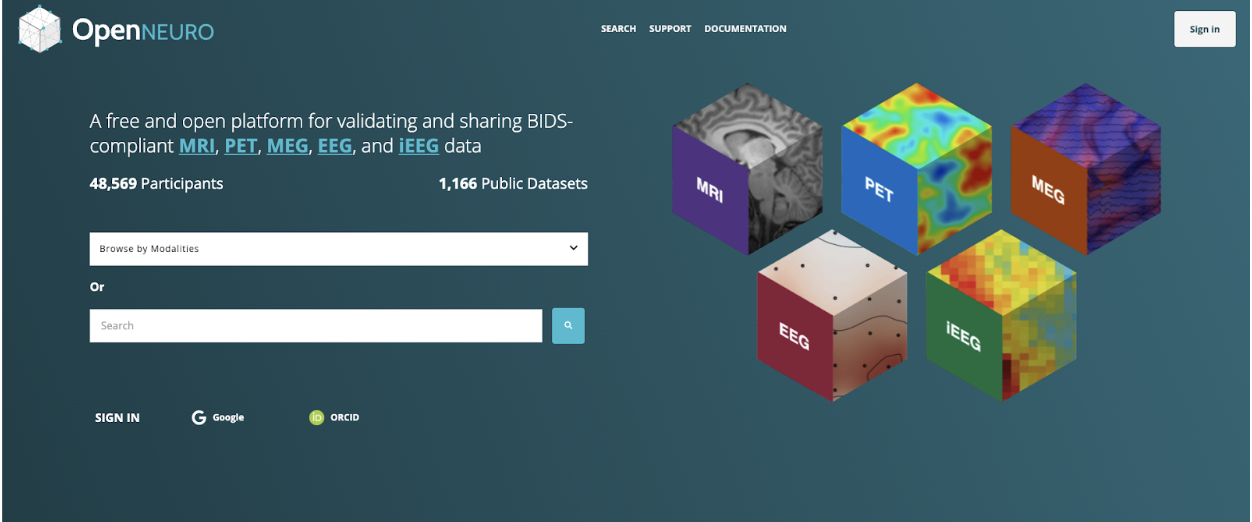 OpenNEURO
SEARCH SUPPORT DOCUMENTATION
Sign in
A free and open platform for validating and sharing BIDS-
compliant MRI, PET, MEG, EEG, and iEEG data
48,569 Participants
1,166 Public Datasets
Browse by Modalities
Or
Search
SIGN IN
Google
iD ORCID
MRI
PET
MEG
EEG
iEEG